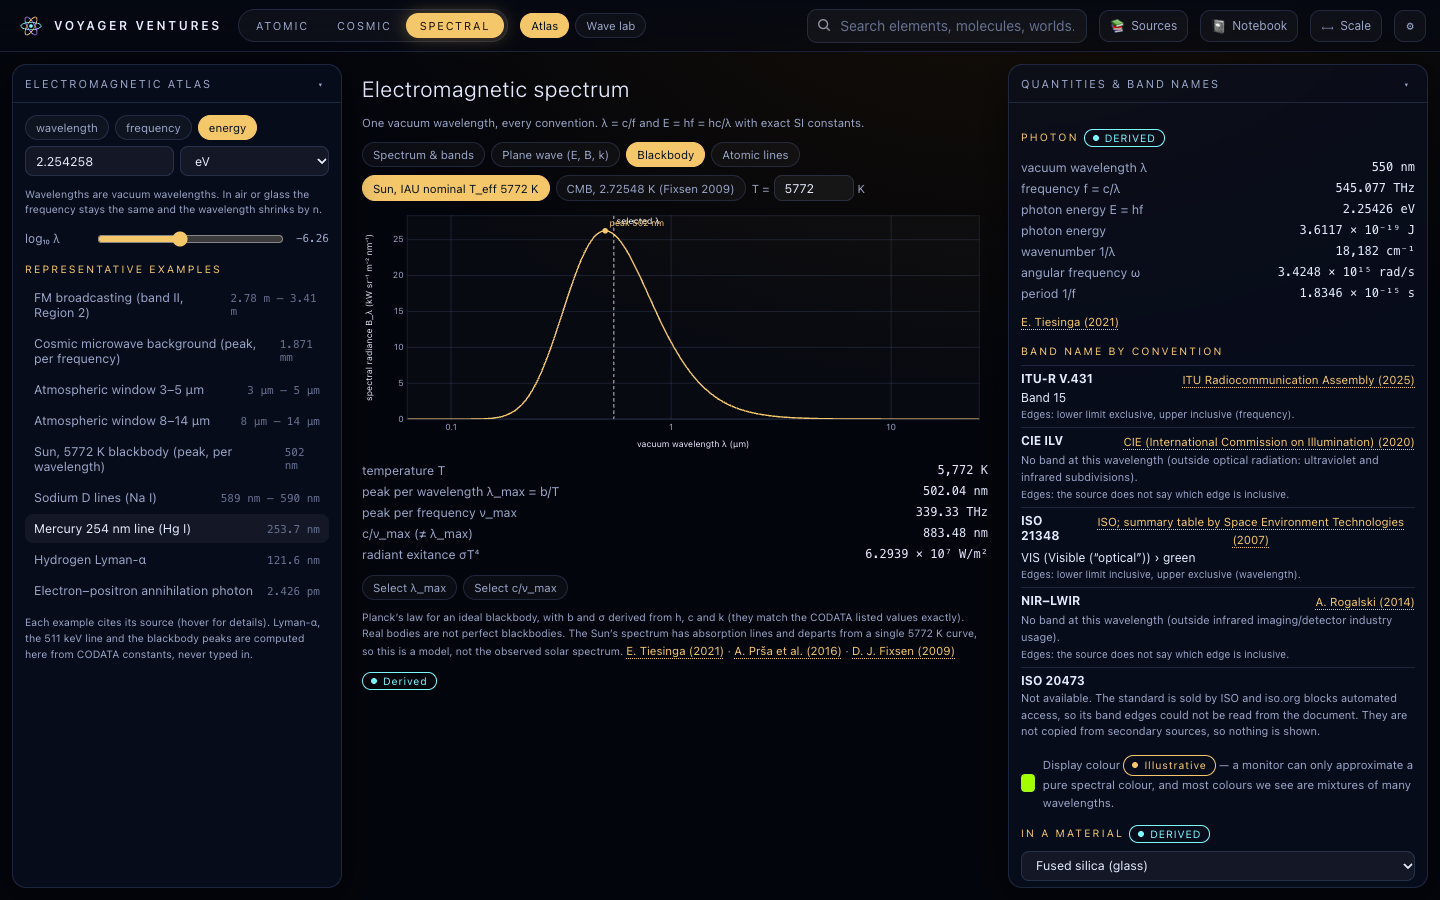 VOYAGER VENTURES
ATOMIC COSMIC SPECTRAL Atlas Wave lab
Search elements, molecules, worlds.
📚 Sources 📓 Notebook Scale ⚙
ELECTROMAGNETIC ATLAS
wavelength frequency energy
2.254258 eV
Wavelengths are vacuum wavelengths. In air or glass the
frequency stays the same and the wavelength shrinks by n.
log₁₀ λ −6.26
REPRESENTATIVE EXAMPLES
FM broadcasting (band II, Region 2) 2.78 m – 3.41 m
Cosmic microwave background (peak, per frequency) 1.871 mm
Atmospheric window 3–5 μm 3 μm – 5 μm
Atmospheric window 8–14 μm 8 μm – 14 μm
Sun, 5772 K blackbody (peak, per wavelength) 502 nm
Sodium D lines (Na I) 589 nm – 590 nm
Mercury 254 nm line (Hg I) 253.7 nm
Hydrogen Lyman-α 121.6 nm
Electron–positron annihilation photon 2.426 pm
Each example cites its source (hover for details). Lyman-α,
the 511 keV line and the blackbody peaks are computed
here from CODATA constants, never typed in.
Electromagnetic spectrum
One vacuum wavelength, every convention. λ = c/f and E = hf = hc/λ with exact SI constants.
Spectrum & bands Plane wave (E, B, k) Blackbody Atomic lines
Sun, IAU nominal T_eff 5772 K CMB, 2.72548 K (Fixsen 2009) T = 5772 K
selected λ
peak 502 nm
spectral radiance B_λ (kW sr⁻¹ m⁻² nm⁻¹)
25
20
15
10
5
0
0.1 1 10
vacuum wavelength λ (μm)
temperature T 5,772 K
peak per wavelength λ_max = b/T 502.04 nm
peak per frequency ν_max 339.33 THz
c/ν_max (≠ λ_max) 883.48 nm
radiant exitance σT⁴ 6.2939 × 10⁷ W/m²
Select λ_max Select c/ν_max
Planck's law for an ideal blackbody, with b and σ derived from h, c and k (they match the CODATA listed values exactly).
Real bodies are not perfect blackbodies. The Sun's spectrum has absorption lines and departs from a single 5772 K curve,
so this is a model, not the observed solar spectrum. E. Tiesinga (2021) · A. Prša et al. (2016) · D. J. Fixsen (2009)
Derived
QUANTITIES & BAND NAMES
PHOTON DERIVED
vacuum wavelength λ 550 nm
frequency f = c/λ 545.077 THz
photon energy E = hf 2.25426 eV
photon energy 3.6117 × 10⁻¹⁹ J
wavenumber 1/λ 18,182 cm⁻¹
angular frequency ω 3.4248 × 10¹⁵ rad/s
period 1/f 1.8346 × 10⁻¹⁵ s
E. Tiesinga (2021)
BAND NAME BY CONVENTION
ITU-R V.431 ITU Radiocommunication Assembly (2025)
Band 15
Edges: lower limit exclusive, upper inclusive (frequency).
CIE ILV CIE (International Commission on Illumination) (2020)
No band at this wavelength (outside optical radiation: ultraviolet and
infrared subdivisions).
Edges: the source does not say which edge is inclusive.
ISO 21348 ISO; summary table by Space Environment Technologies (2007)
VIS (Visible (“optical”)) › green
Edges: lower limit inclusive, upper exclusive (wavelength).
NIR–LWIR A. Rogalski (2014)
No band at this wavelength (outside infrared imaging/detector industry
usage).
Edges: the source does not say which edge is inclusive.
ISO 20473
Not available. The standard is sold by ISO and iso.org blocks automated
access, so its band edges could not be read from the document. They are
not copied from secondary sources, so nothing is shown.
Display colour Illustrative — a monitor can only approximate a
pure spectral colour, and most colours we see are mixtures of many
wavelengths.
IN A MATERIAL DERIVED
Fused silica (glass)